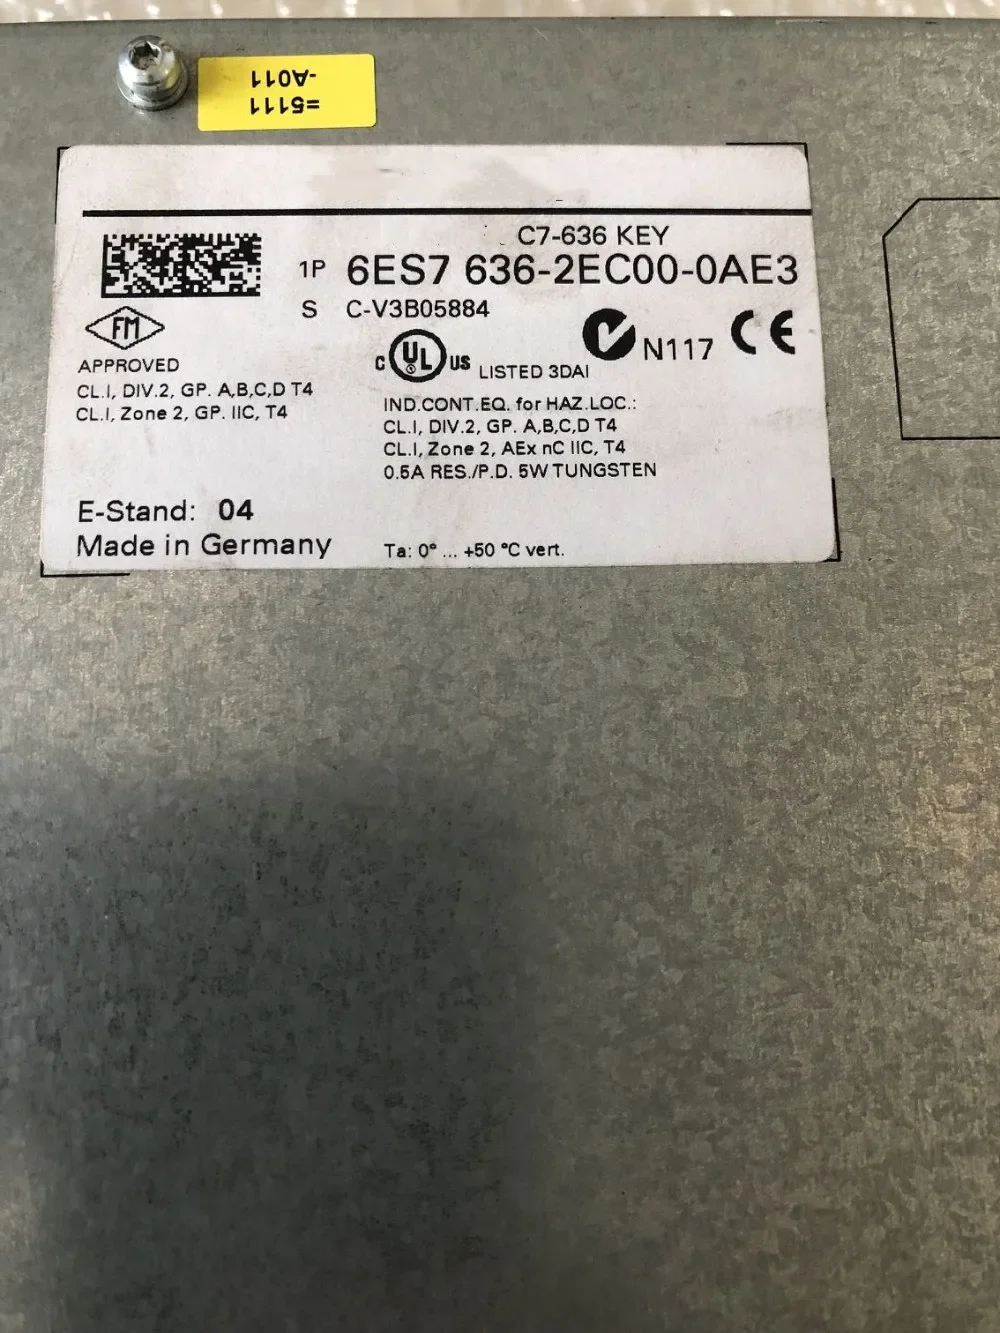 =5111
-A011
C7-636 KEY
1P 6ES7 636-2EC00-0AE3
S C-V3B05884
FM
APPROVED
CL.I, DIV.2, GP. A,B,C,D T4
CL.I, Zone 2, GP. IIC, T4
C UL US LISTED 3DAI
N117 CE
IND.CONT.EQ. for HAZ.LOC.:
CL.I, DIV.2, GP. A,B,C,D T4
CL.I, Zone 2, AEx nC IIC, T4
0.5A RES./P.D. 5W TUNGSTEN
E-Stand: 04
Made in Germany
Ta: 0° ... +50 °C vert.